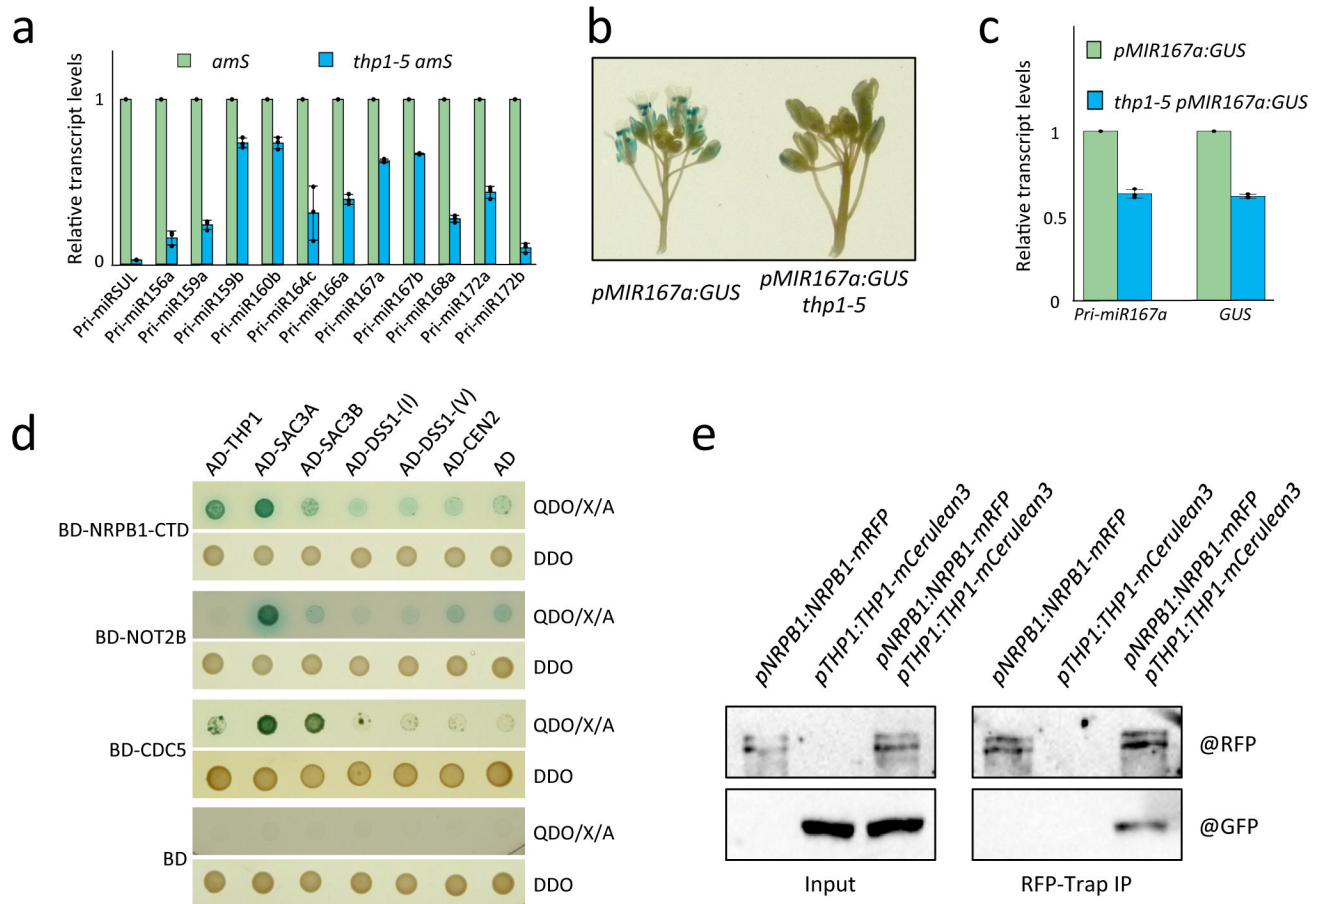 a
Relative transcript levels
1
0
amS
thp1-5 amS
Pri-miRSUL
Pri-miR156a
Pri-miR159a
Pri-miR159b
Pri-miR160b
Pri-miR164c
Pri-miR166a
Pri-miR167a
Pri-miR167b
Pri-miR168a
Pri-miR172a
Pri-miR172b
b
pMIR167a:GUS
pMIR167a:GUS
thp1-5
c
Relative transcript levels
1
0.5
0
pMIR167a:GUS
thp1-5 pMIR167a:GUS
Pri-miR167a
GUS
d
AD-THP1
AD-SAC3A
AD-SAC3B
AD-DSS1-(I)
AD-DSS1-(V)
AD-CEN2
AD
BD-NRPB1-CTD
QDO/X/A
DDO
BD-NOT2B
QDO/X/A
DDO
BD-CDC5
QDO/X/A
DDO
BD
QDO/X/A
DDO
e
pNRPB1:NRPB1-mRFP
pTHP1:THP1-mCerulean3
pNRPB1:NRPB1-mRFP
pTHP1:THP1-mCerulean3
pNRPB1:NRPB1-mRFP
pTHP1:THP1-mCerulean3
pNRPB1:NRPB1-mRFP
pTHP1:THP1-mCerulean3
@RFP
@GFP
Input
RFP-Trap IP